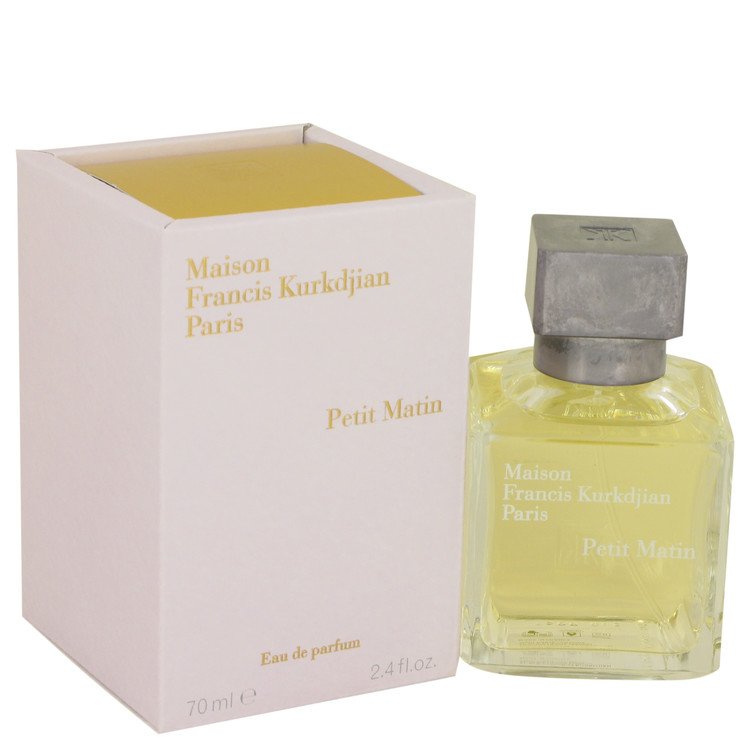 Maison
Francis Kurkdjian
Paris
Petit Matin
Eau de parfum
70 ml ℮
2.4 fl.oz.
Maison
Francis Kurkdjian
Paris
Petit Matin